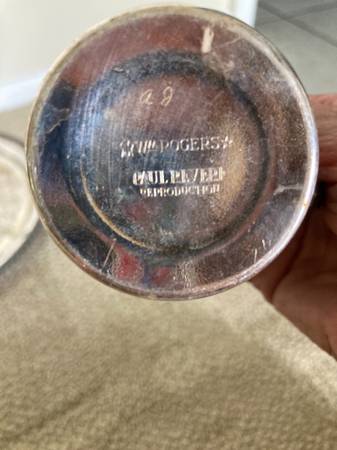 a J
☆Wm ROGERS☆
PAUL REVERE
REPRODUCTION